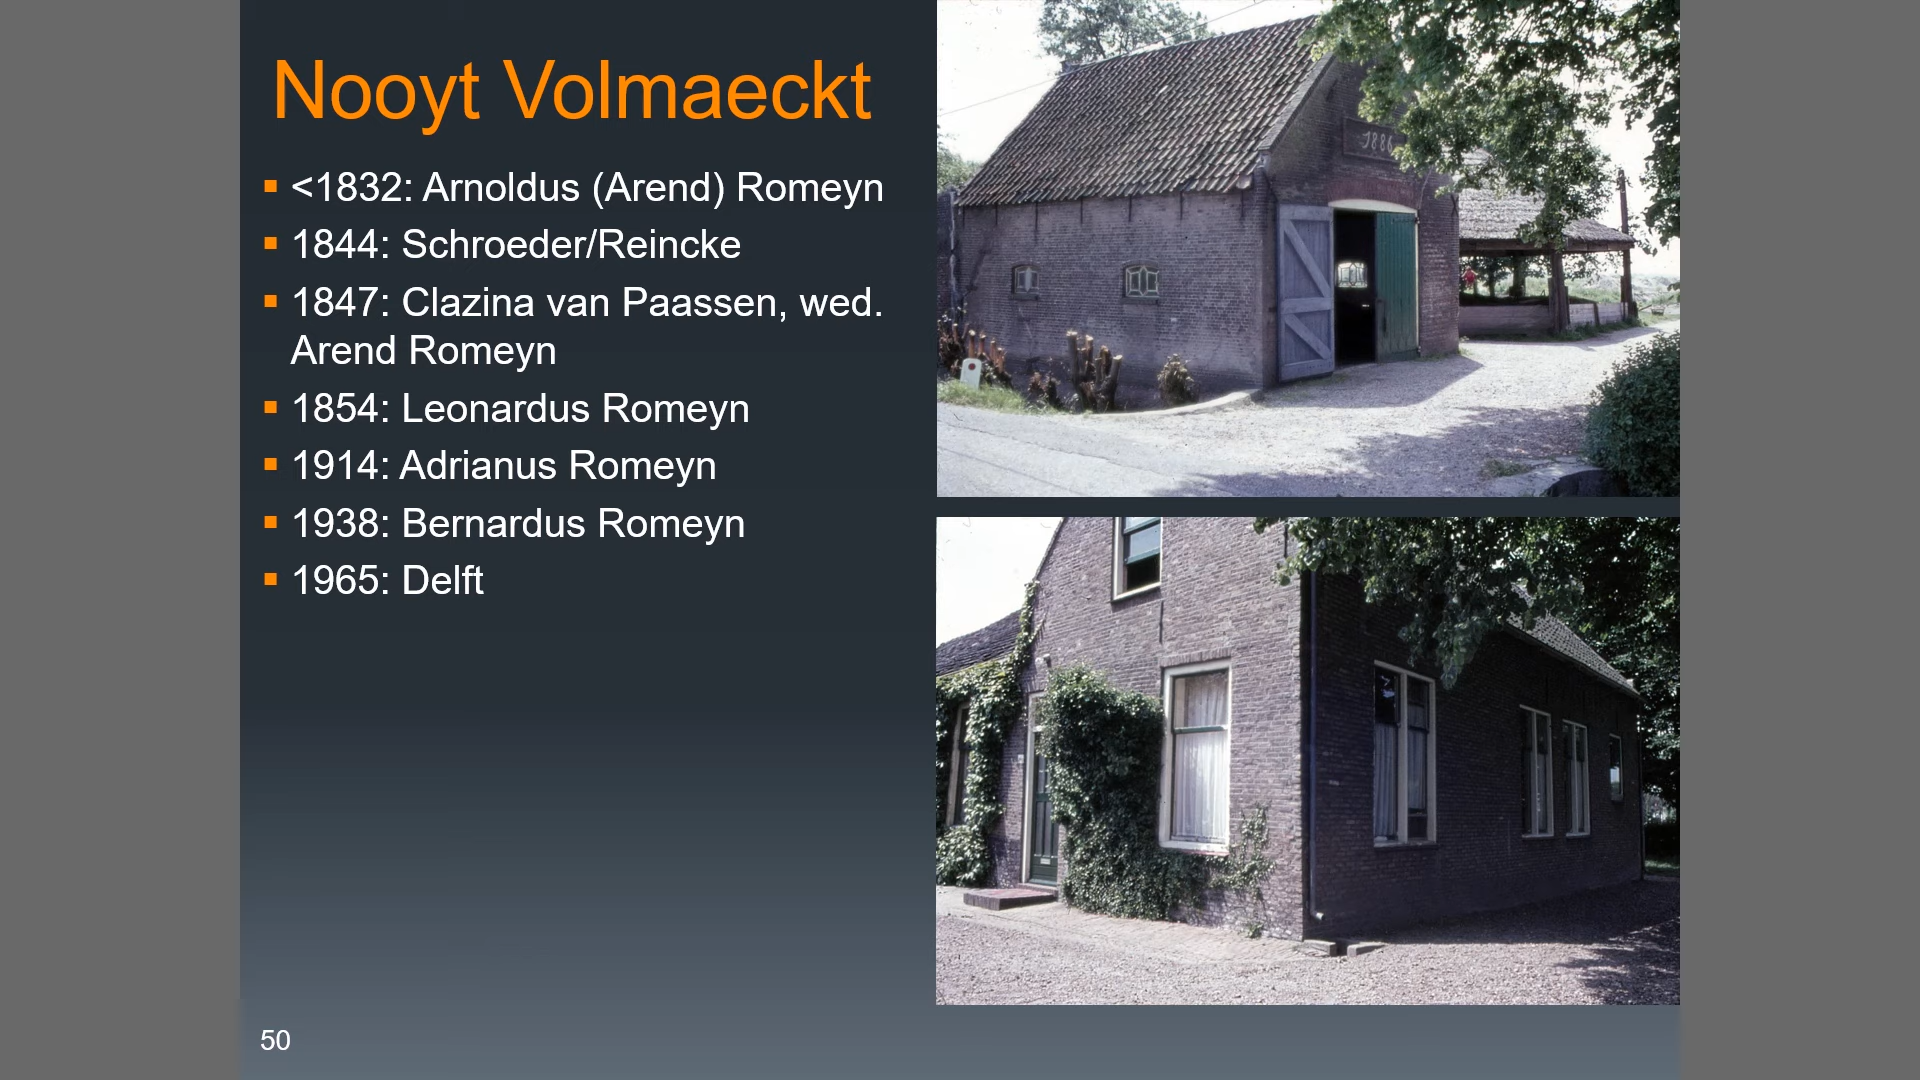 Nooyt Volmaeckt
<1832: Arnoldus (Arend) Romeyn
1844: Schroeder/Reincke
1847: Clazina van Paassen, wed.
Arend Romeyn
1854: Leonardus Romeyn
1914: Adrianus Romeyn
1938: Bernardus Romeyn
1965: Delft
1886
50